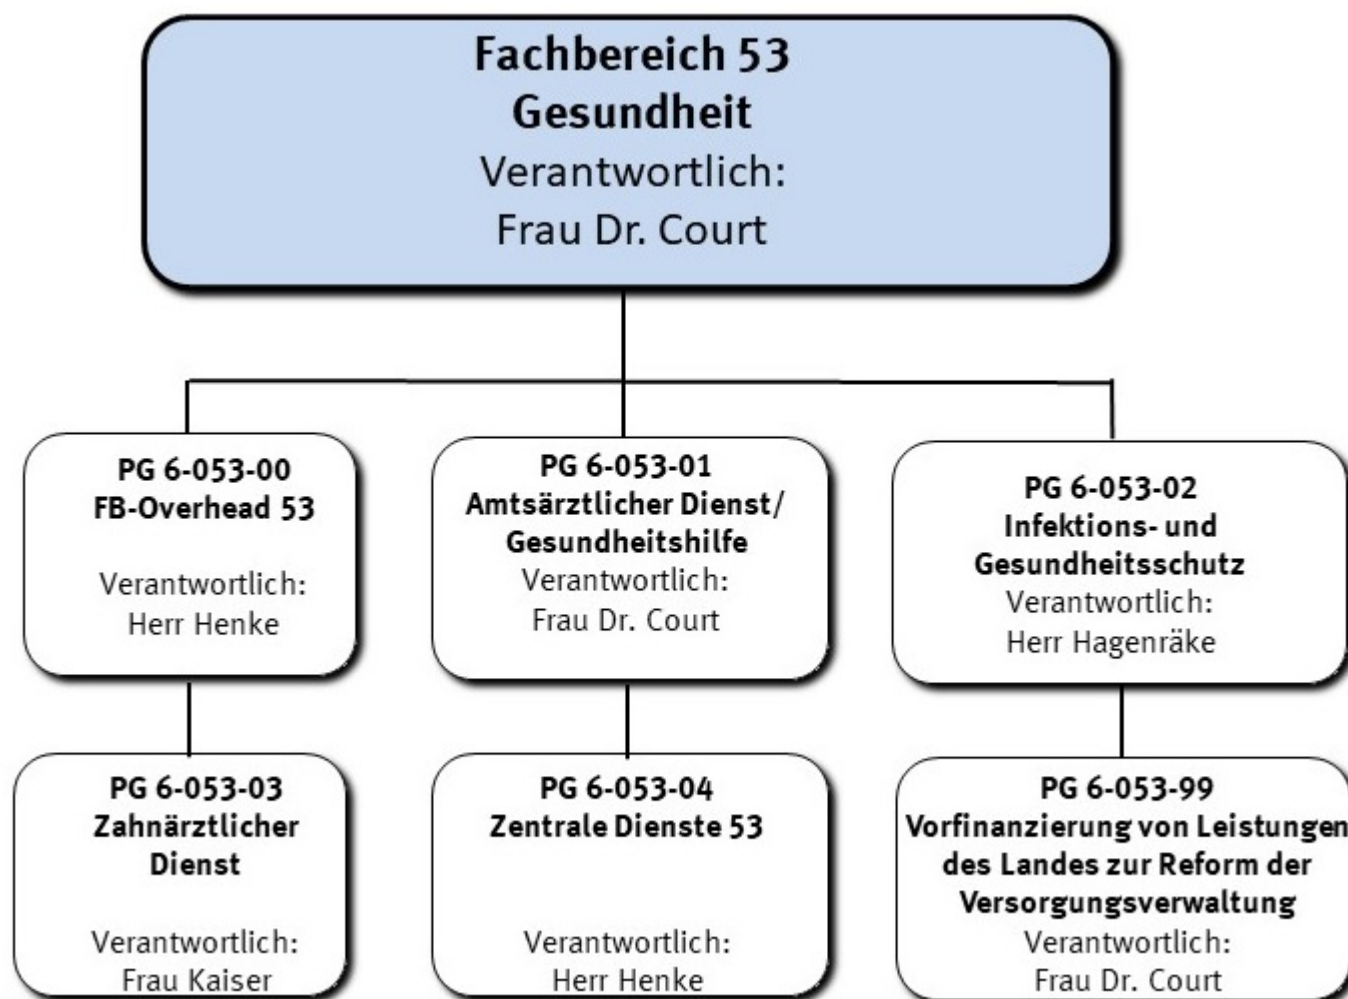 Fachbereich 53
Gesundheit
Verantwortlich:
Frau Dr. Court
PG 6-053-00
FB-Overhead 53
Verantwortlich:
Herr Henke
PG 6-053-01
Amtsärztlicher Dienst/
Gesundheitshilfe
Verantwortlich:
Frau Dr. Court
PG 6-053-02
Infektions- und
Gesundheitsschutz
Verantwortlich:
Herr Hagenräke
PG 6-053-03
Zahnärztlicher
Dienst
Verantwortlich:
Frau Kaiser
PG 6-053-04
Zentrale Dienste 53
Verantwortlich:
Herr Henke
PG 6-053-99
Vorfinanzierung von Leistungen
des Landes zur Reform der
Versorgungsverwaltung
Verantwortlich:
Frau Dr. Court